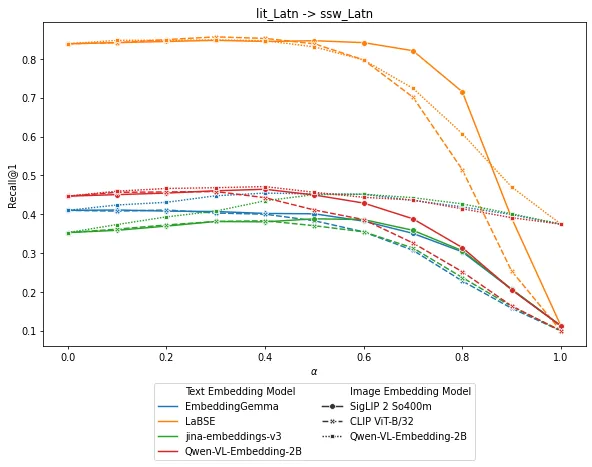 lit_Latn -> ssw_Latn
0.8
0.7
0.6
0.5
0.4
0.3
0.2
0.1
Recall@1
0.0 0.2 0.4 0.6 0.8 1.0
α
Text Embedding Model Image Embedding Model
EmbeddingGemma SigLIP 2 So400m
LaBSE CLIP ViT-B/32
jina-embeddings-v3 Qwen-VL-Embedding-2B
Qwen-VL-Embedding-2B